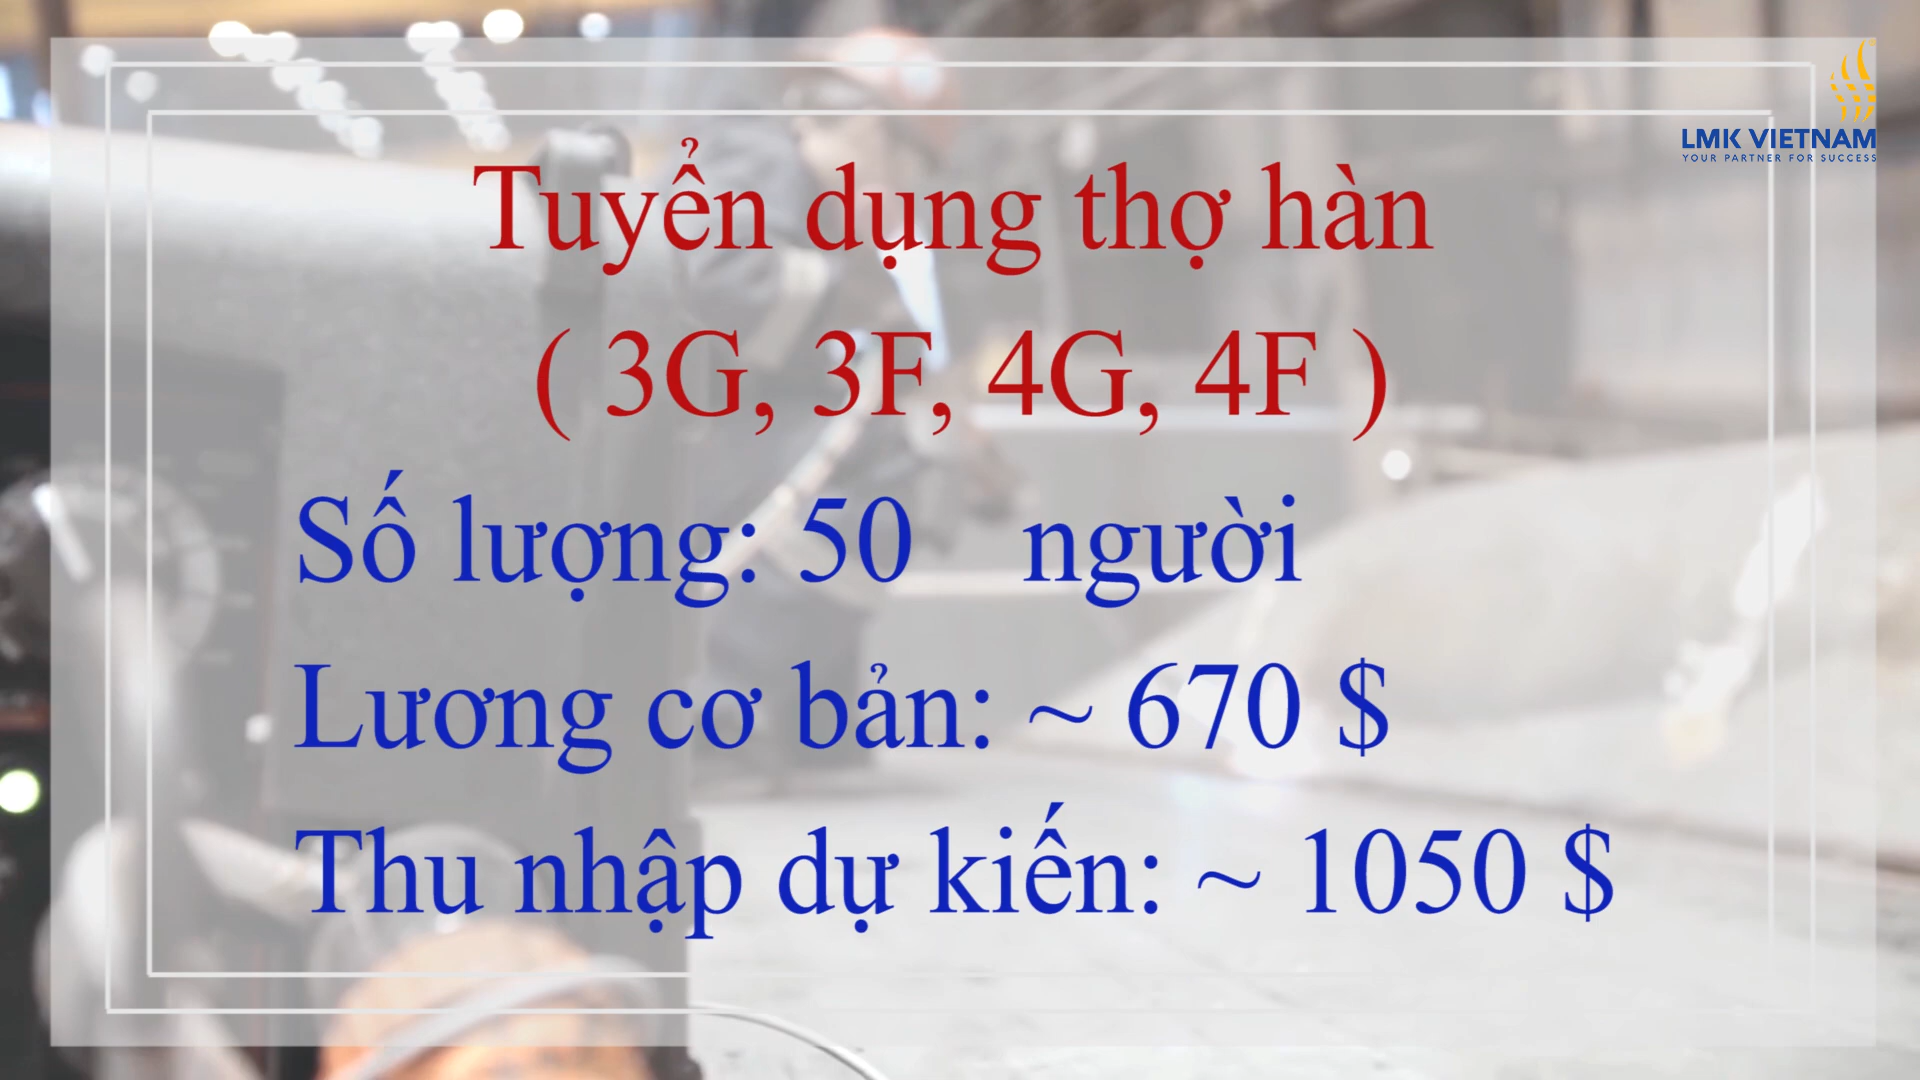 LMK VIETNAM
YOUR PARTNER FOR SUCCESS
Tuyển dụng thợ hàn
( 3G, 3F, 4G, 4F )
Số lượng: 50 người
Lương cơ bản: ~ 670 $
Thu nhập dự kiến: ~ 1050 $